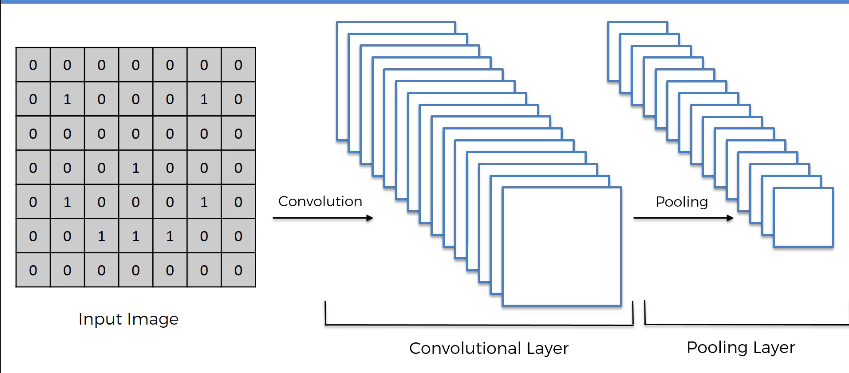 0 0 0 0 0 0 0
0 1 0 0 0 1 0
0 0 0 0 0 0 0
0 0 0 1 0 0 0
0 1 0 0 0 1 0
0 0 1 1 1 0 0
0 0 0 0 0 0 0
Convolution
Pooling
Input Image
Convolutional Layer
Pooling Layer